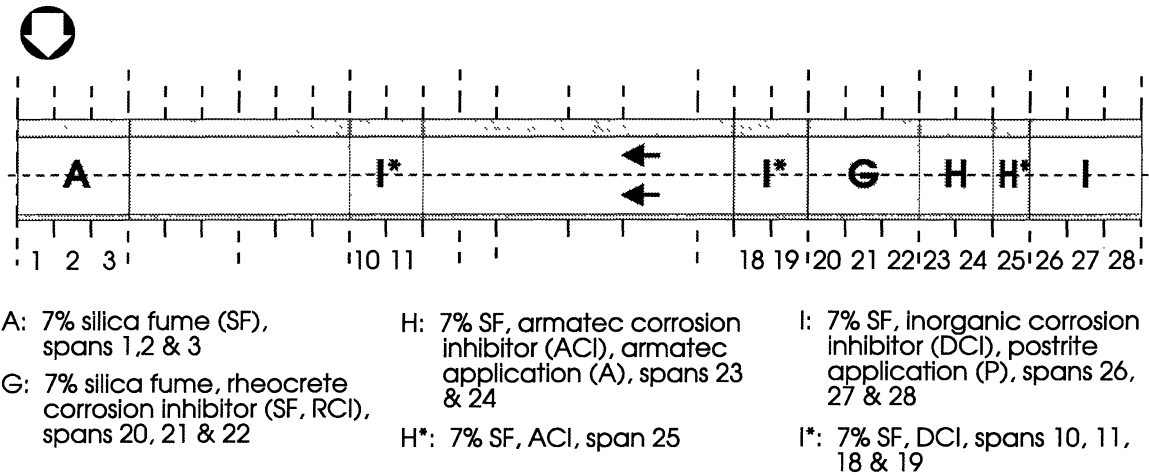 A I* I* G H H* I
1 2 3 10 11 18 19 20 21 22 23 24 25 26 27 28
A: 7% silica fume (SF),
spans 1,2 & 3
G: 7% silica fume, rheocrete
corrosion inhibitor (SF, RCI),
spans 20, 21 & 22
H: 7% SF, armatec corrosion
inhibitor (ACI), armatec
application (A), spans 23
& 24
H*: 7% SF, ACI, span 25
I: 7% SF, inorganic corrosion
inhibitor (DCI), postrite
application (P), spans 26,
27 & 28
I*: 7% SF, DCI, spans 10, 11,
18 & 19